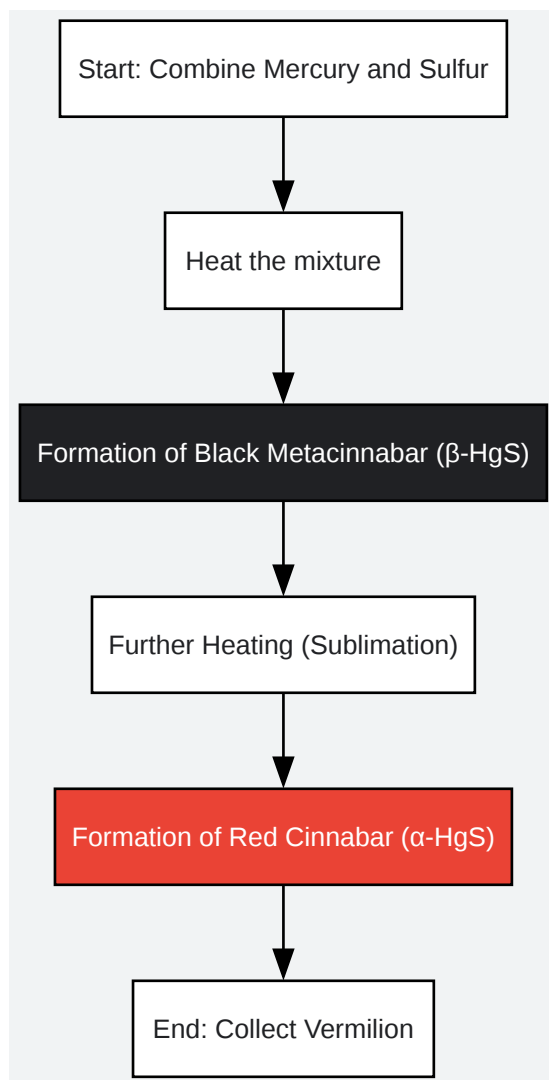 Start: Combine Mercury and Sulfur
Heat the mixture
Formation of Black Metacinnabar (β-HgS)
Further Heating (Sublimation)
Formation of Red Cinnabar (α-HgS)
End: Collect Vermilion